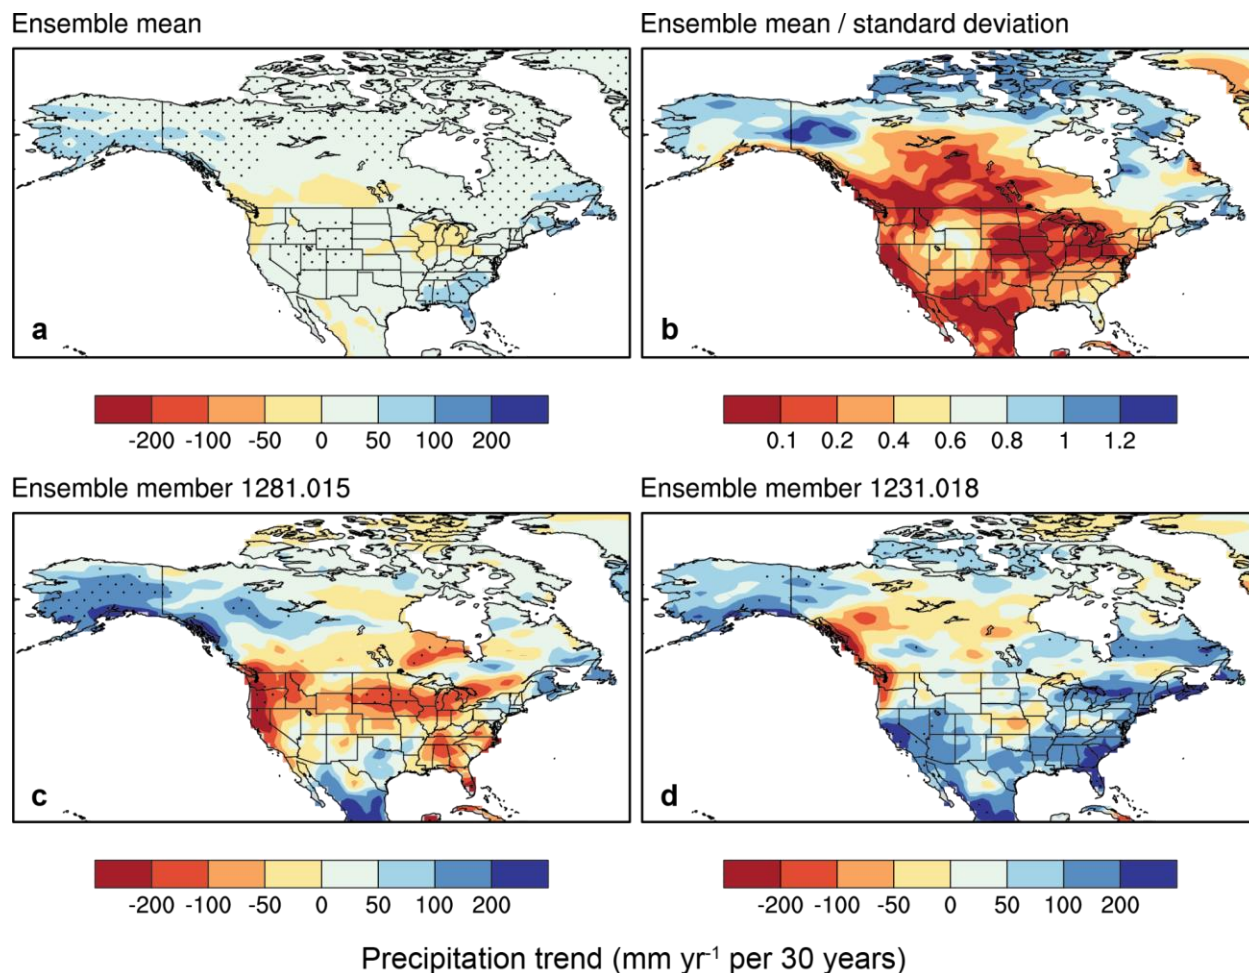 Ensemble mean
Ensemble mean / standard deviation
a
b
-200 -100 -50 0 50 100 200
0.1 0.2 0.4 0.6 0.8 1 1.2
Ensemble member 1281.015
Ensemble member 1231.018
c
d
-200 -100 -50 0 50 100 200
-200 -100 -50 0 50 100 200
Precipitation trend (mm yr⁻¹ per 30 years)